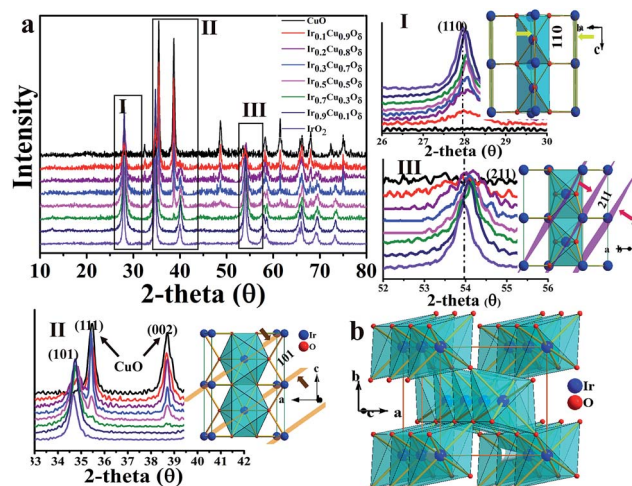 a
II
I
III
CuO
Ir0.1Cu0.9Oδ
Ir0.2Cu0.8Oδ
Ir0.3Cu0.7Oδ
Ir0.5Cu0.5Oδ
Ir0.7Cu0.3Oδ
Ir0.9Cu0.1Oδ
IrO2
Intensity
10 20 30 40 50 60 70 80
2-theta (θ)
I
(110)
110
b
a
c
26 27 28 29 30
2-theta (θ)
III
(211)
211
a
b
52 53 54 55 56
2-theta (θ)
II
(111)
(002)
(101)
CuO
Ir
O
101
c
a
33 34 35 36 37 38 39 40 41 42
2-theta (θ)
b
b
c
a
Ir
O